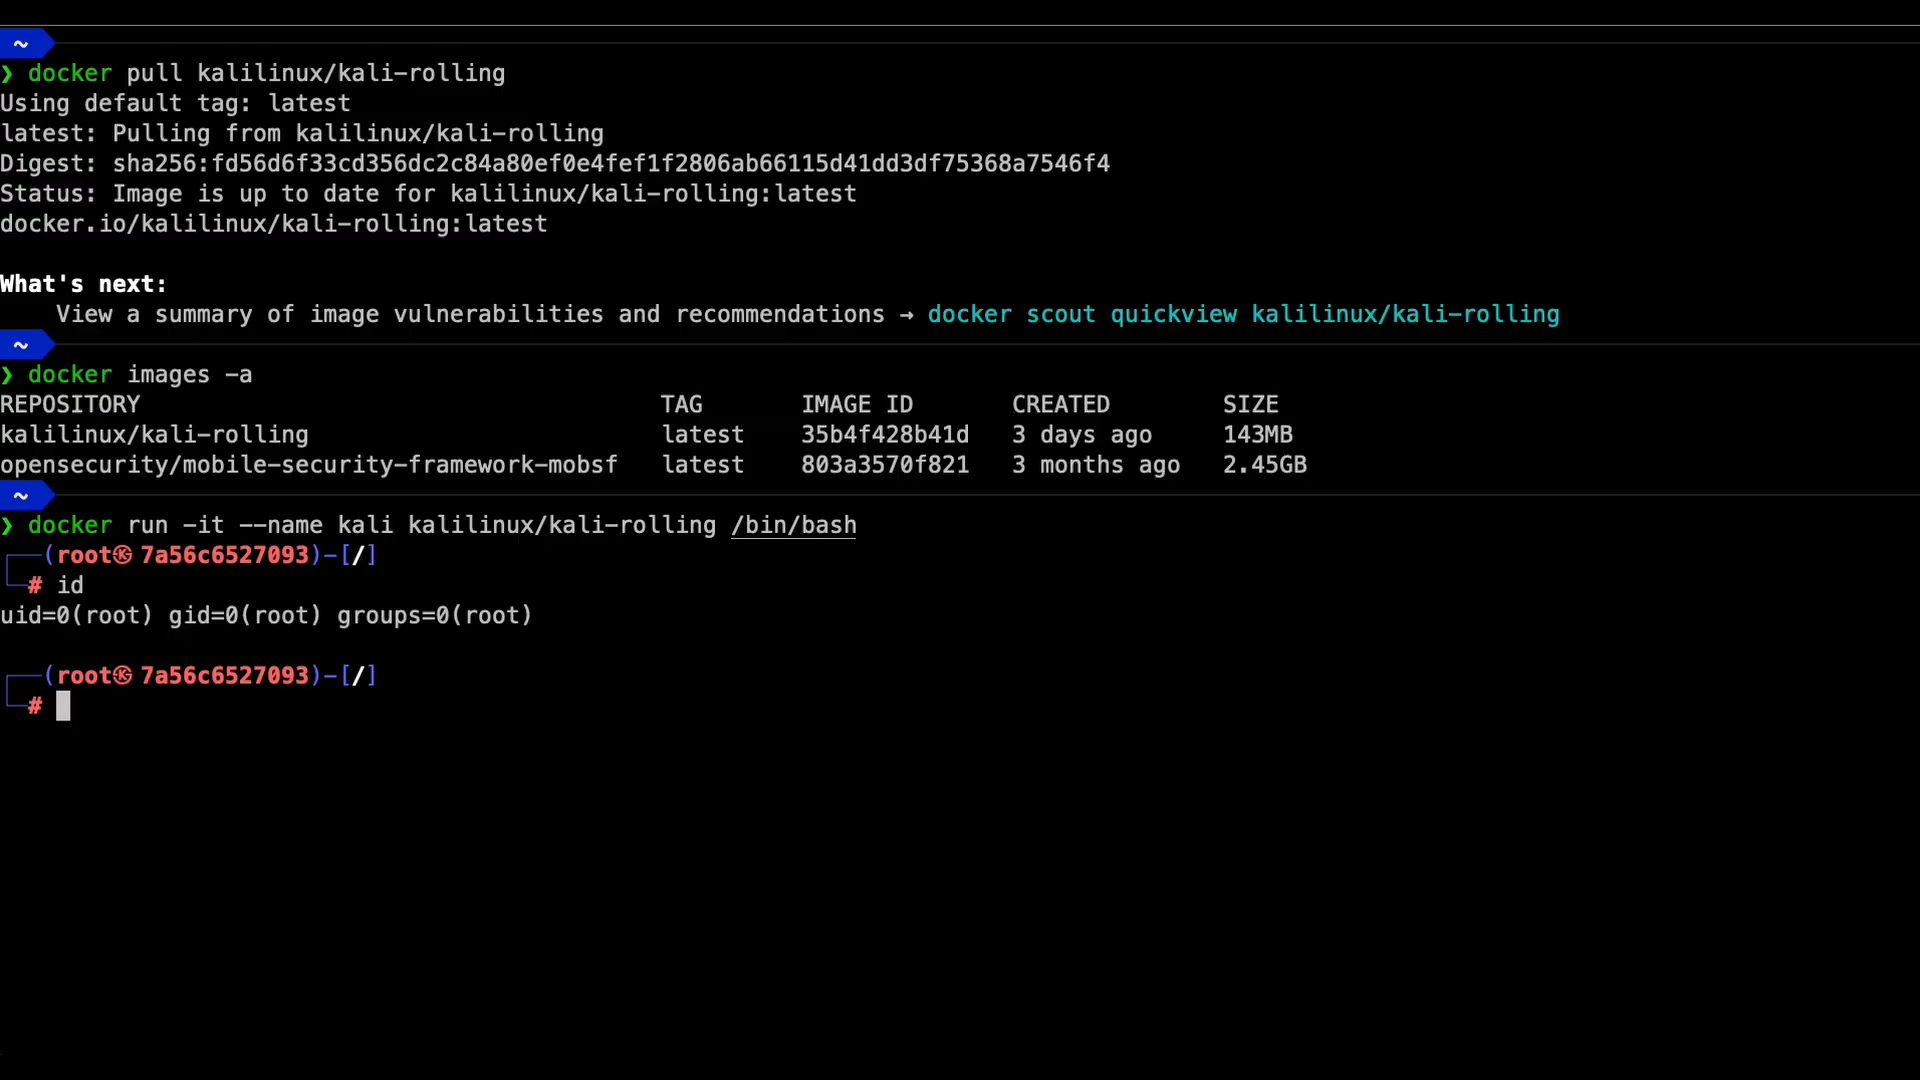 ~
❯ docker pull kalilinux/kali-rolling
Using default tag: latest
latest: Pulling from kalilinux/kali-rolling
Digest: sha256:fd56d6f33cd356dc2c84a80ef0e4fef1f2806ab66115d41dd3df75368a7546f4
Status: Image is up to date for kalilinux/kali-rolling:latest
docker.io/kalilinux/kali-rolling:latest
What's next:
View a summary of image vulnerabilities and recommendations → docker scout quickview kalilinux/kali-rolling
~
❯ docker images -a
REPOSITORY TAG IMAGE ID CREATED SIZE
kalilinux/kali-rolling latest 35b4f428b41d 3 days ago 143MB
opensecurity/mobile-security-framework-mobsf latest 803a3570f821 3 months ago 2.45GB
~
❯ docker run -it --name kali kalilinux/kali-rolling /bin/bash
┌──(root㉿7a56c6527093)-[/]
└─# id
uid=0(root) gid=0(root) groups=0(root)
┌──(root㉿7a56c6527093)-[/]
└─#